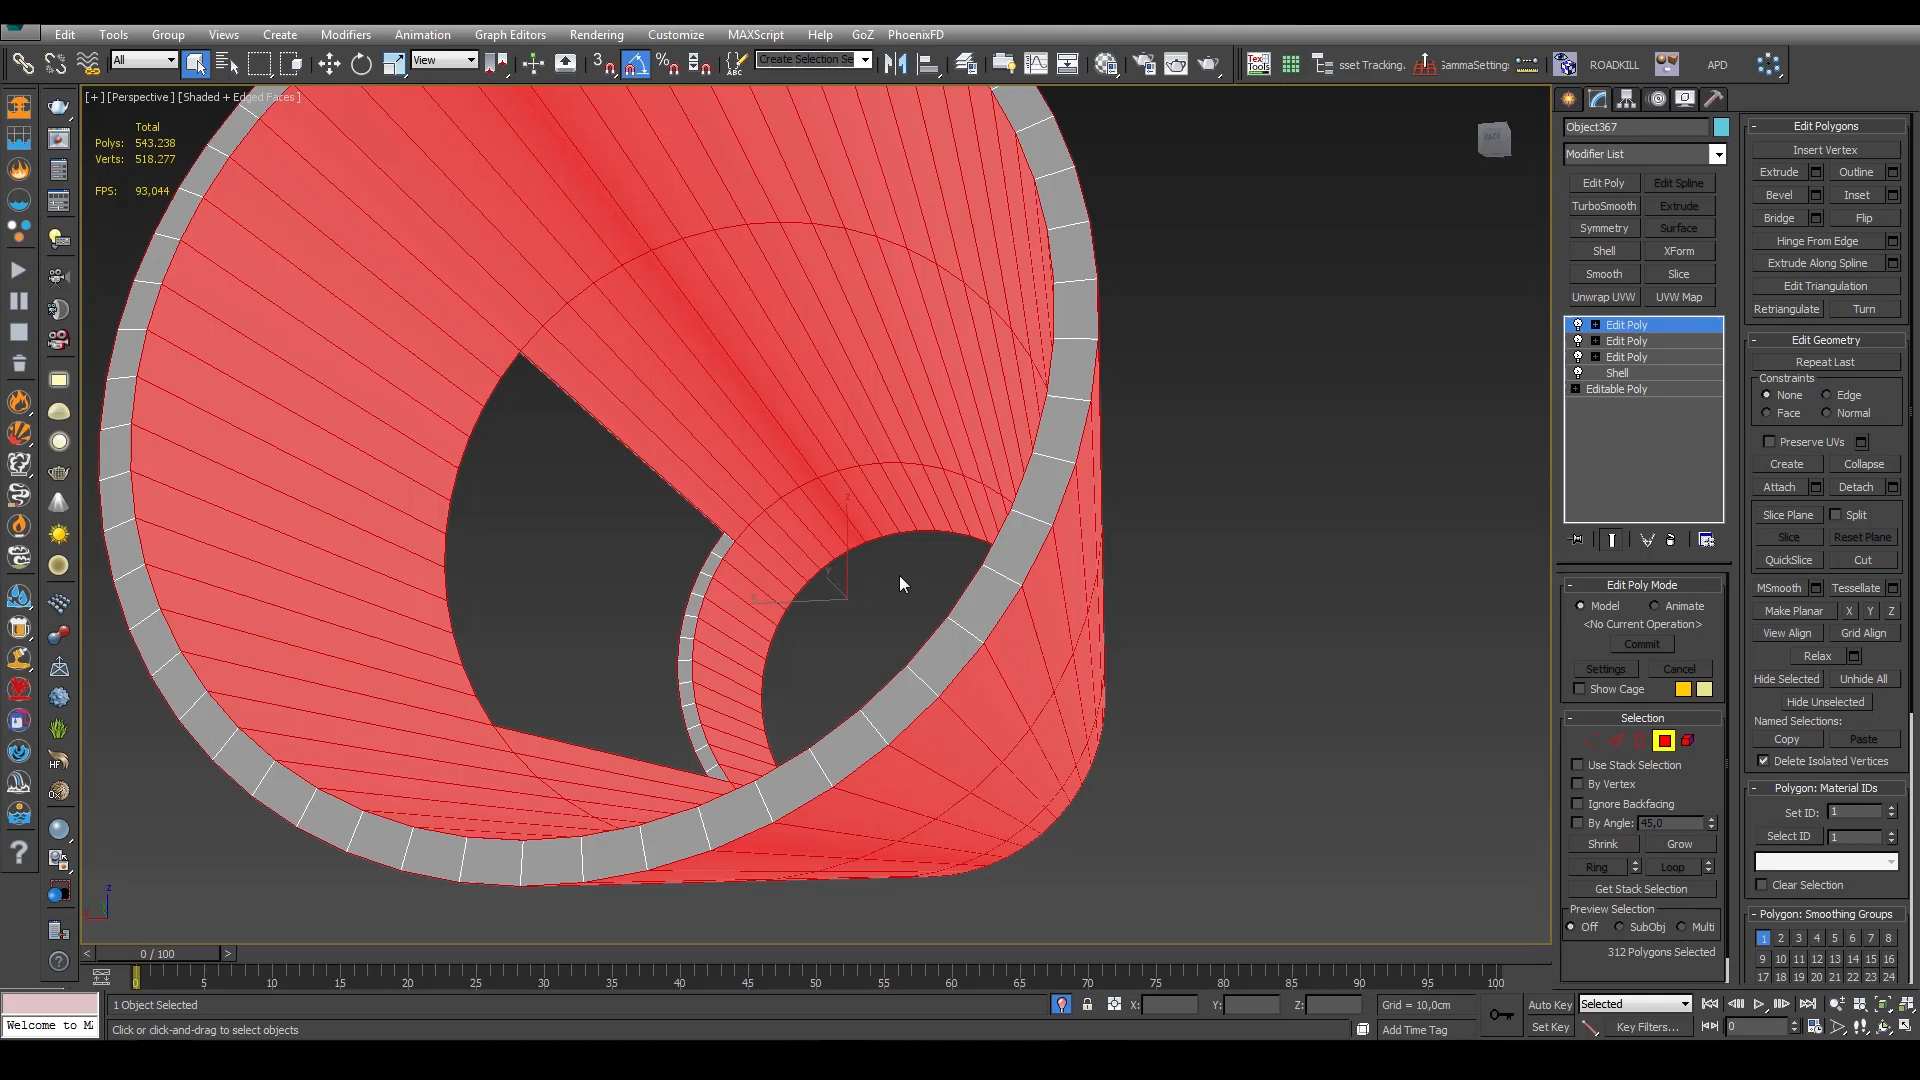 Edit Tools Group Views Create Modifiers Animation Graph Editors Rendering Customize MAXScript Help GoZ PhoenixFD
All View Create Selection Se sset Tracking. GammaSetting: ROADKILL APD
[+] [Perspective] [Shaded + Edged Faces]
Total
Polys: 543.238
Verts: 518.277
FPS: 93,044
Object367
Modifier List
Edit Poly Edit Spline
TurboSmooth Extrude
Symmetry Surface
Shell XForm
Smooth Slice
Unwrap UVW UVW Map
Edit Poly
Edit Poly
Edit Poly
Shell
Editable Poly
Edit Poly Mode
Model Animate
<No Current Operation>
Commit
Settings Cancel
Show Cage
Selection
Use Stack Selection
By Vertex
Ignore Backfacing
By Angle: 45,0
Shrink Grow
Ring Loop
Get Stack Selection
Preview Selection
Off SubObj Multi
312 Polygons Selected
Edit Polygons
Insert Vertex
Extrude Outline
Bevel Inset
Bridge Flip
Hinge From Edge
Extrude Along Spline
Edit Triangulation
Retriangulate Turn
Edit Geometry
Repeat Last
Constraints
None Edge
Face Normal
Preserve UVs
Create Collapse
Attach Detach
Slice Plane Split
Slice Reset Plane
QuickSlice Cut
MSmooth Tessellate
Make Planar X Y Z
View Align Grid Align
Relax
Hide Selected Unhide All
Hide Unselected
Named Selections:
Copy Paste
Delete Isolated Vertices
Polygon: Material IDs
Set ID: 1
Select ID 1
Clear Selection
Polygon: Smoothing Groups
1 2 3 4 5 6 7 8
9 10 11 12 13 14 15 16
17 18 19 20 21 22 23 24
0 / 100
0 5 10 15 20 25 30 35 40 45 50 55 60 65 70 75 80 85 90 95 100
1 Object Selected X: Y: Z: Grid = 10,0cm Auto Key Selected
Welcome to M Click or click-and-drag to select objects Add Time Tag Set Key Key Filters... 0